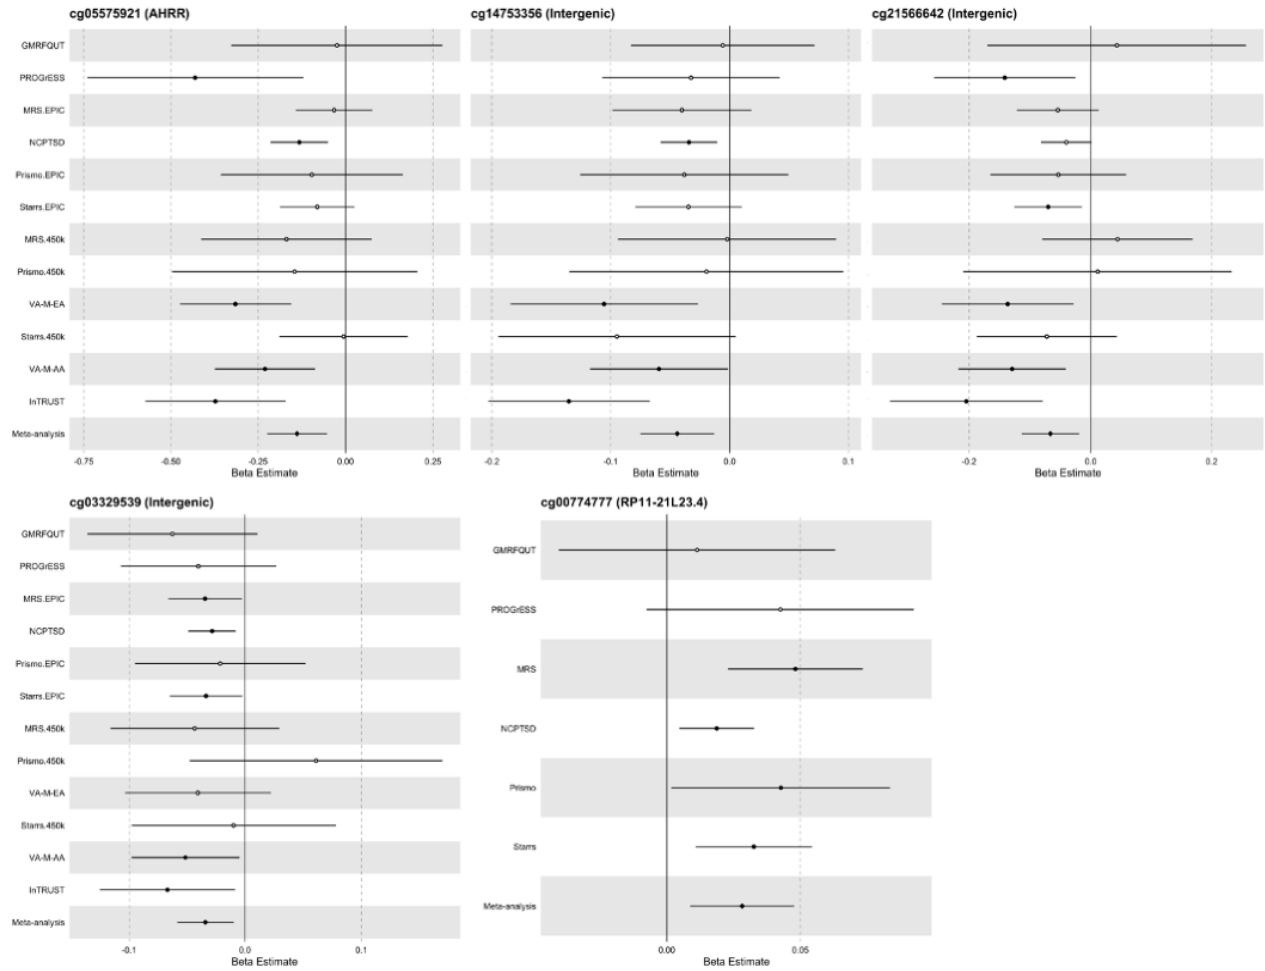 cg05575921 (AHRR)
GMRFQUT
PROGrESS
MRS.EPIC
NCPTSD
Prismo.EPIC
Starrs.EPIC
MRS.450k
Prismo.450k
VA-M-EA
Starrs.450k
VA-M-AA
InTRUST
Meta-analysis
-0.75 -0.50 -0.25 0.00 0.25
Beta Estimate
cg14753356 (Intergenic)
-0.2 -0.1 0.0 0.1
Beta Estimate
cg21566642 (Intergenic)
-0.2 0.0 0.2
Beta Estimate
cg03329539 (Intergenic)
GMRFQUT
PROGrESS
MRS.EPIC
NCPTSD
Prismo.EPIC
Starrs.EPIC
MRS.450k
Prismo.450k
VA-M-EA
Starrs.450k
VA-M-AA
InTRUST
Meta-analysis
-0.1 0.0 0.1
Beta Estimate
cg00774777 (RP11-21L23.4)
GMRFQUT
PROGrESS
MRS
NCPTSD
Prismo
Starrs
Meta-analysis
0.00 0.05
Beta Estimate